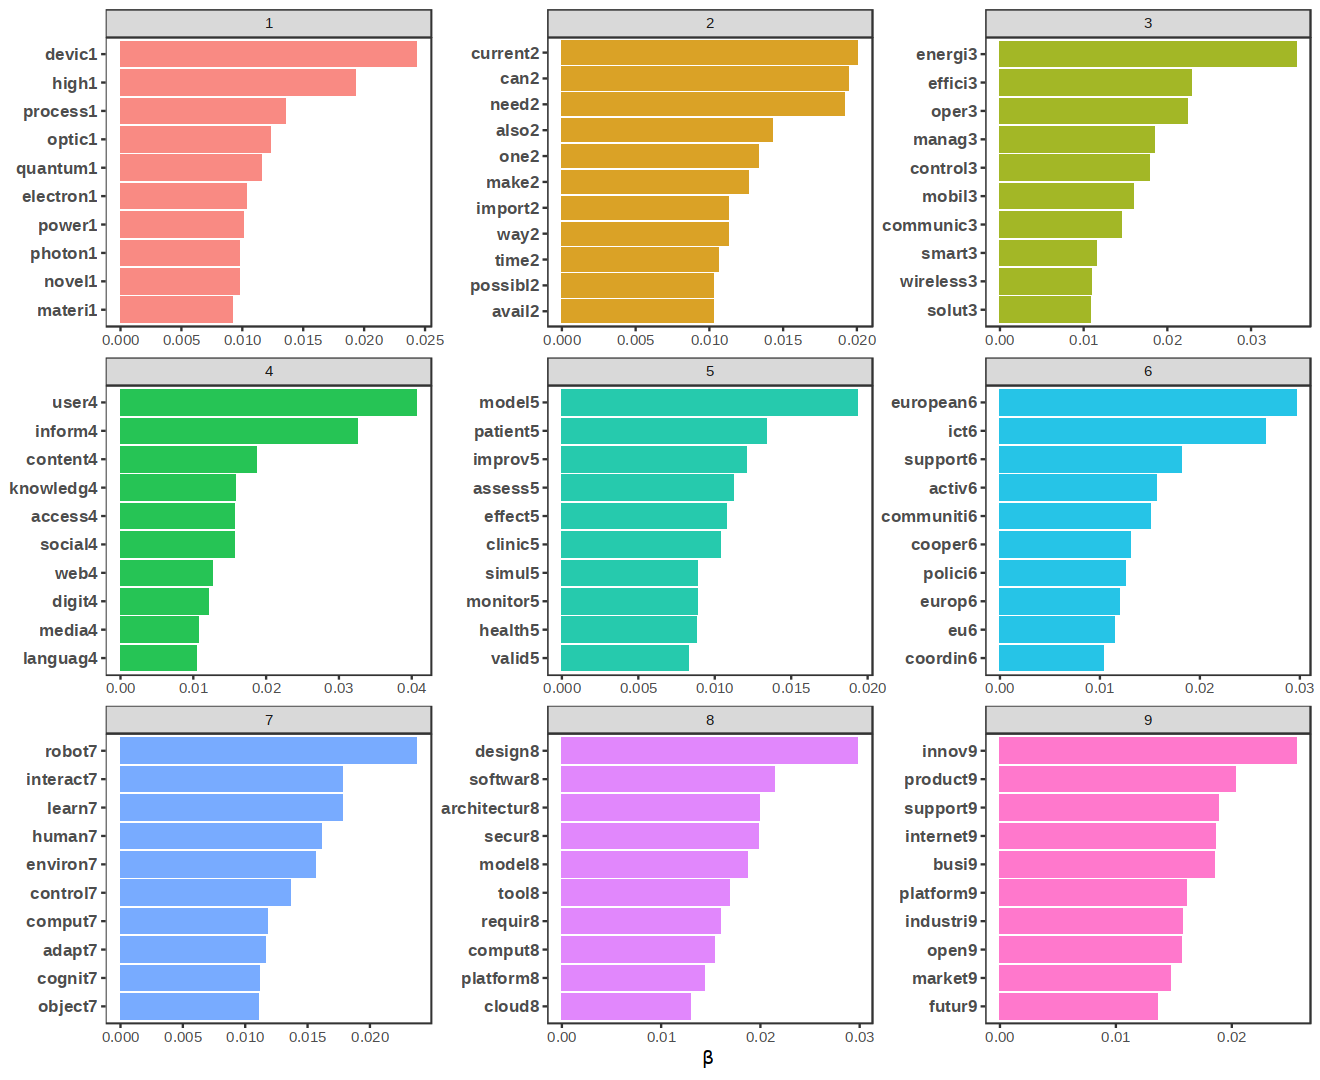 1
devic1
high1
process1
optic1
quantum1
electron1
power1
photon1
novel1
materi1
0.000 0.005 0.010 0.015 0.020 0.025
2
current2
can2
need2
also2
one2
make2
import2
way2
time2
possibl2
avail2
0.000 0.005 0.010 0.015 0.020
3
energi3
effici3
oper3
manag3
control3
mobil3
communic3
smart3
wireless3
solut3
0.00 0.01 0.02 0.03
4
user4
inform4
content4
knowledg4
access4
social4
web4
digit4
media4
languag4
0.00 0.01 0.02 0.03 0.04
5
model5
patient5
improv5
assess5
effect5
clinic5
simul5
monitor5
health5
valid5
0.000 0.005 0.010 0.015 0.020
6
european6
ict6
support6
activ6
communiti6
cooper6
polici6
europ6
eu6
coordin6
0.00 0.01 0.02 0.03
7
robot7
interact7
learn7
human7
environ7
control7
comput7
adapt7
cognit7
object7
0.000 0.005 0.010 0.015 0.020
8
design8
softwar8
architectur8
secur8
model8
tool8
requir8
comput8
platform8
cloud8
0.00 0.01 0.02 0.03
9
innov9
product9
support9
internet9
busi9
platform9
industri9
open9
market9
futur9
0.00 0.01 0.02
β